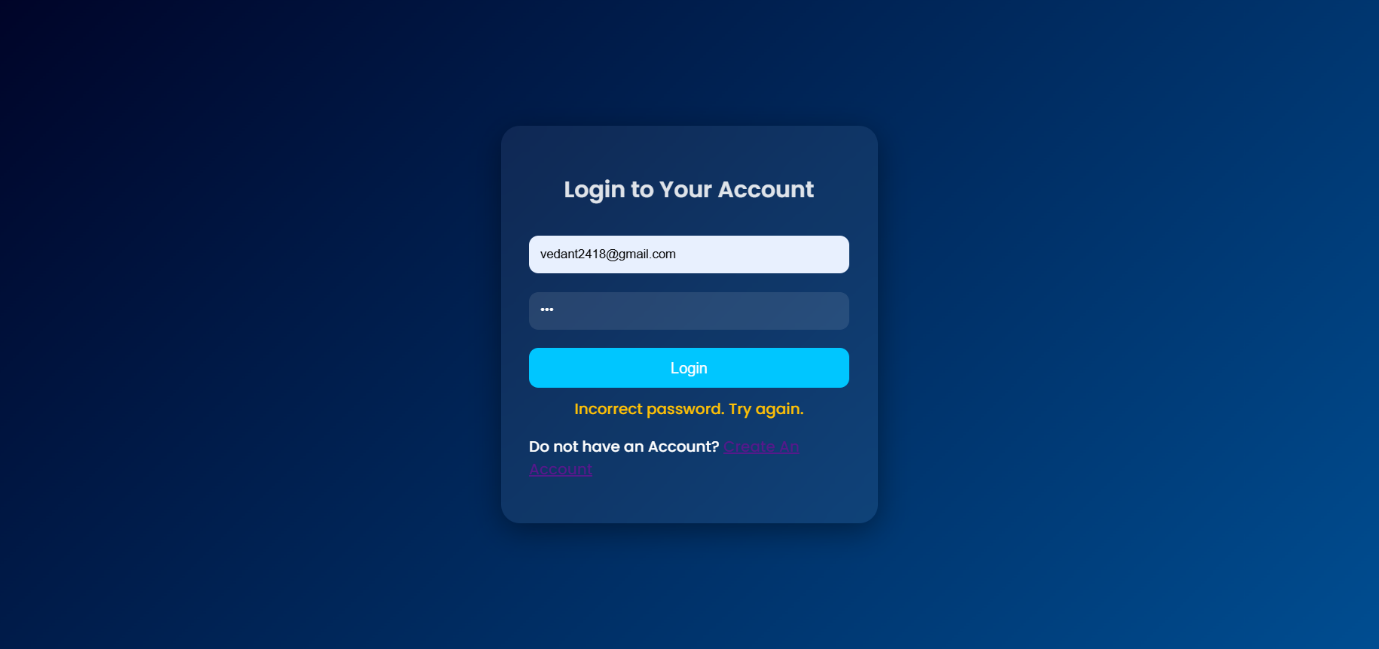 Login to Your Account
vedant2418@gmail.com
•••
Login
Incorrect password. Try again.
Do not have an Account? Create An
Account